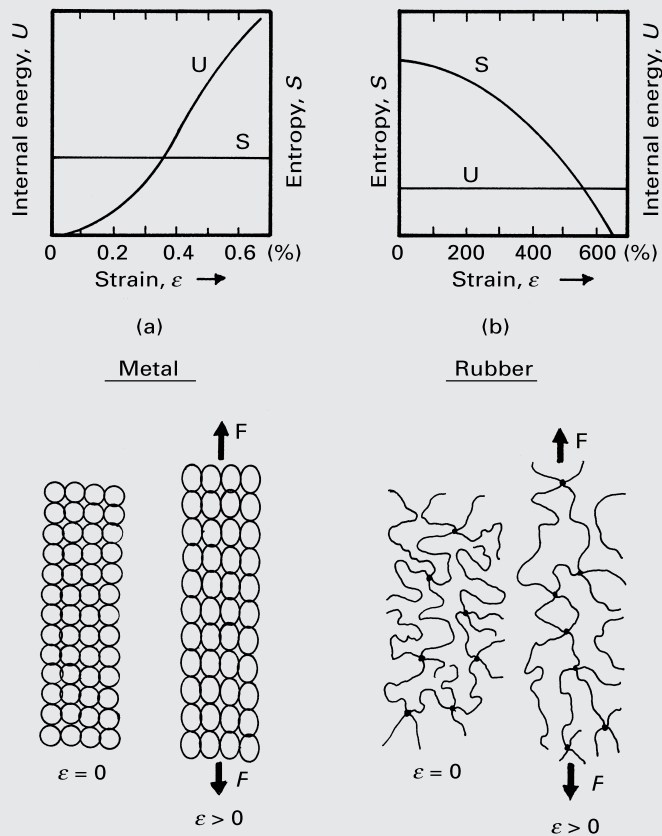 Internal energy, U
U
S
Entropy, S
0 0.2 0.4 0.6 (%)
Strain, ε
(a)
Entropy, S
S
U
Internal energy, U
0 200 400 600 (%)
Strain, ε
(b)
Metal
Rubber
F
F
ε = 0
F
ε > 0
ε = 0
F
ε > 0